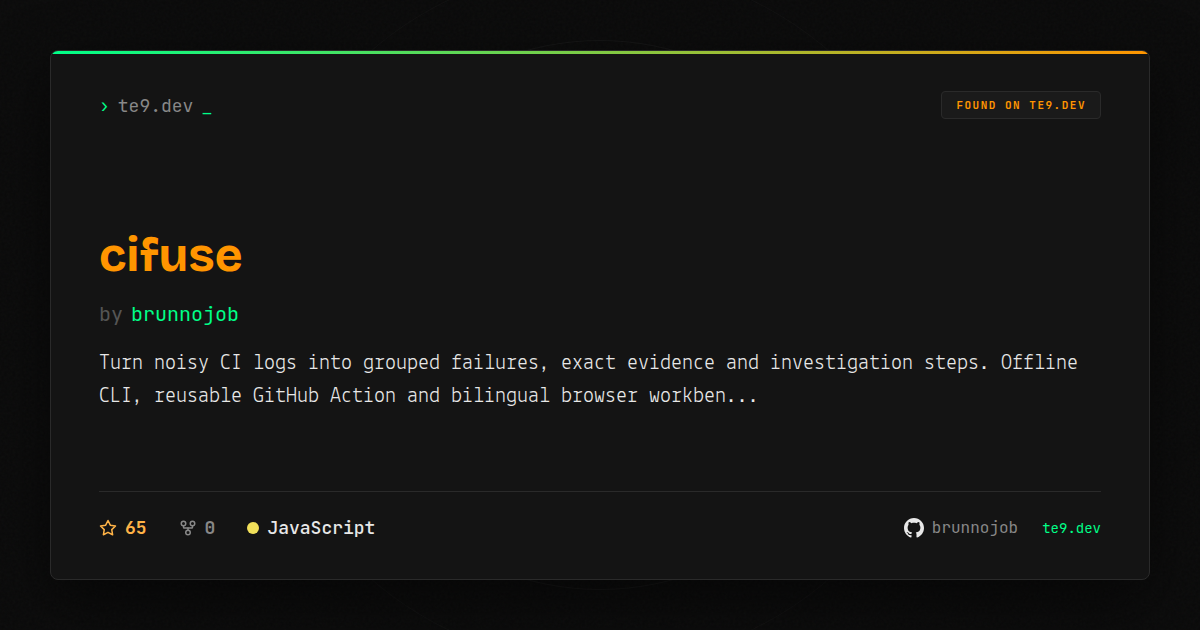 › te9.dev _
FOUND ON TE9.DEV
cifuse
by brunnojob
Turn noisy CI logs into grouped failures, exact evidence and investigation steps. Offline
CLI, reusable GitHub Action and bilingual browser workben...
65 0 JavaScript
brunnojob te9.dev